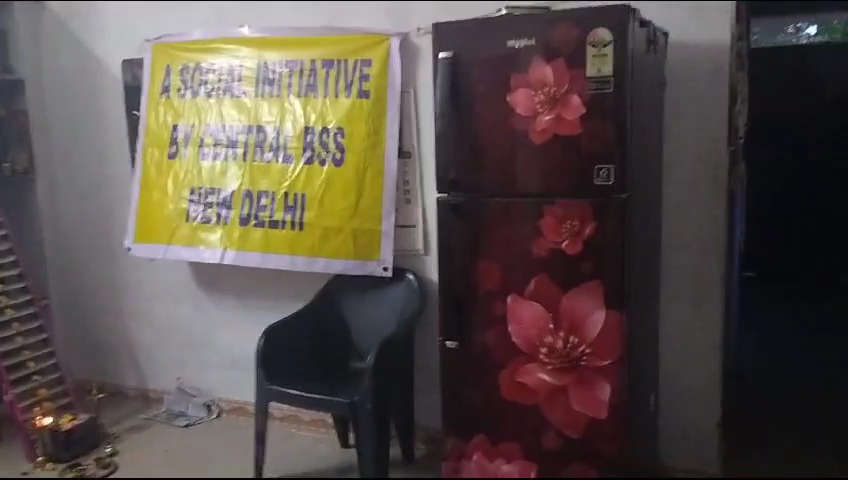 A SOCIAL INITIATIVE
BY CENTRAL BSS
NEW DELHI